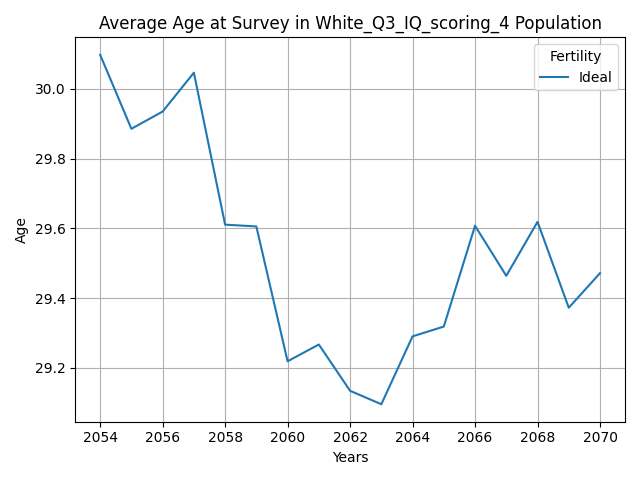 Average Age at Survey in White_Q3_IQ_scoring_4 Population
Fertility
Ideal
30.0
29.8
29.6
29.4
29.2
Age
2054 2056 2058 2060 2062 2064 2066 2068 2070
Years